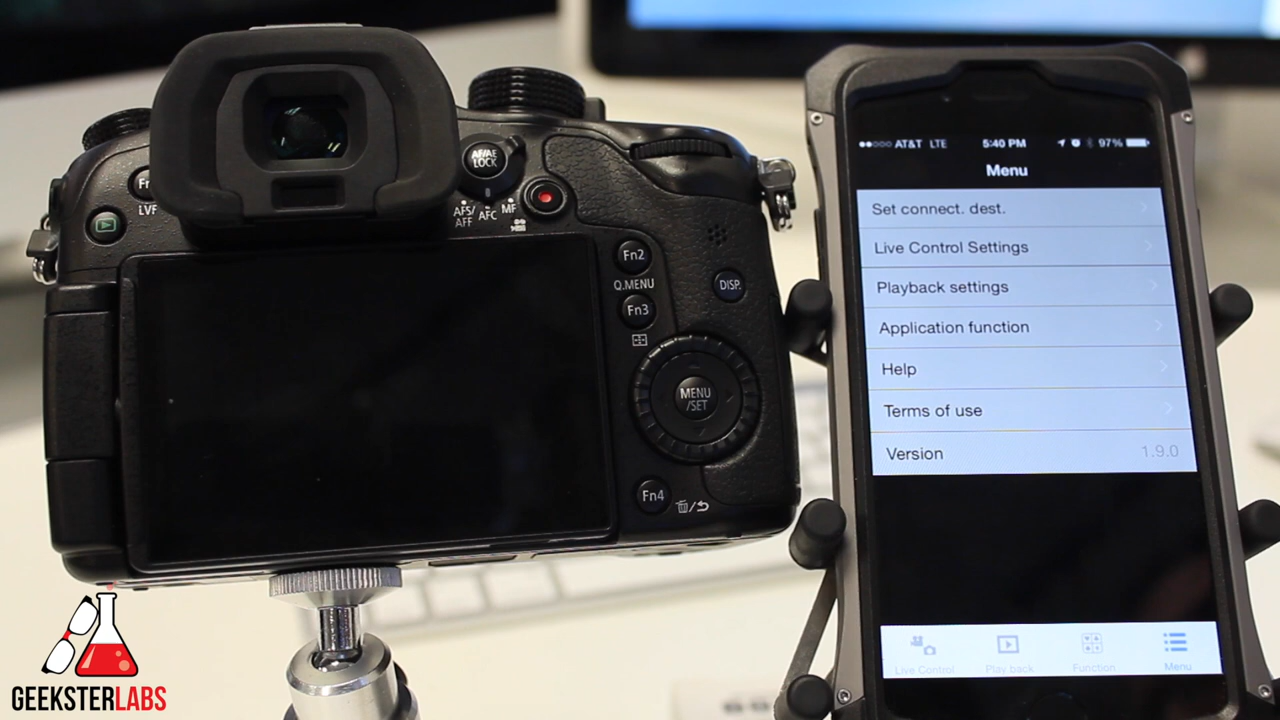 AF/AE
LOCK
Fn
LVF
AFS/
AFF
AFC
MF
Fn2
Q.MENU
Fn3
DISP.
MENU
/SET
Fn4
GEEKSTERLABS
AT&T LTE
5:40 PM
97%
Menu
Set connect. dest.
Live Control Settings
Playback settings
Application function
Help
Terms of use
Version 1.9.0
Live Control
Play back
Function
Menu